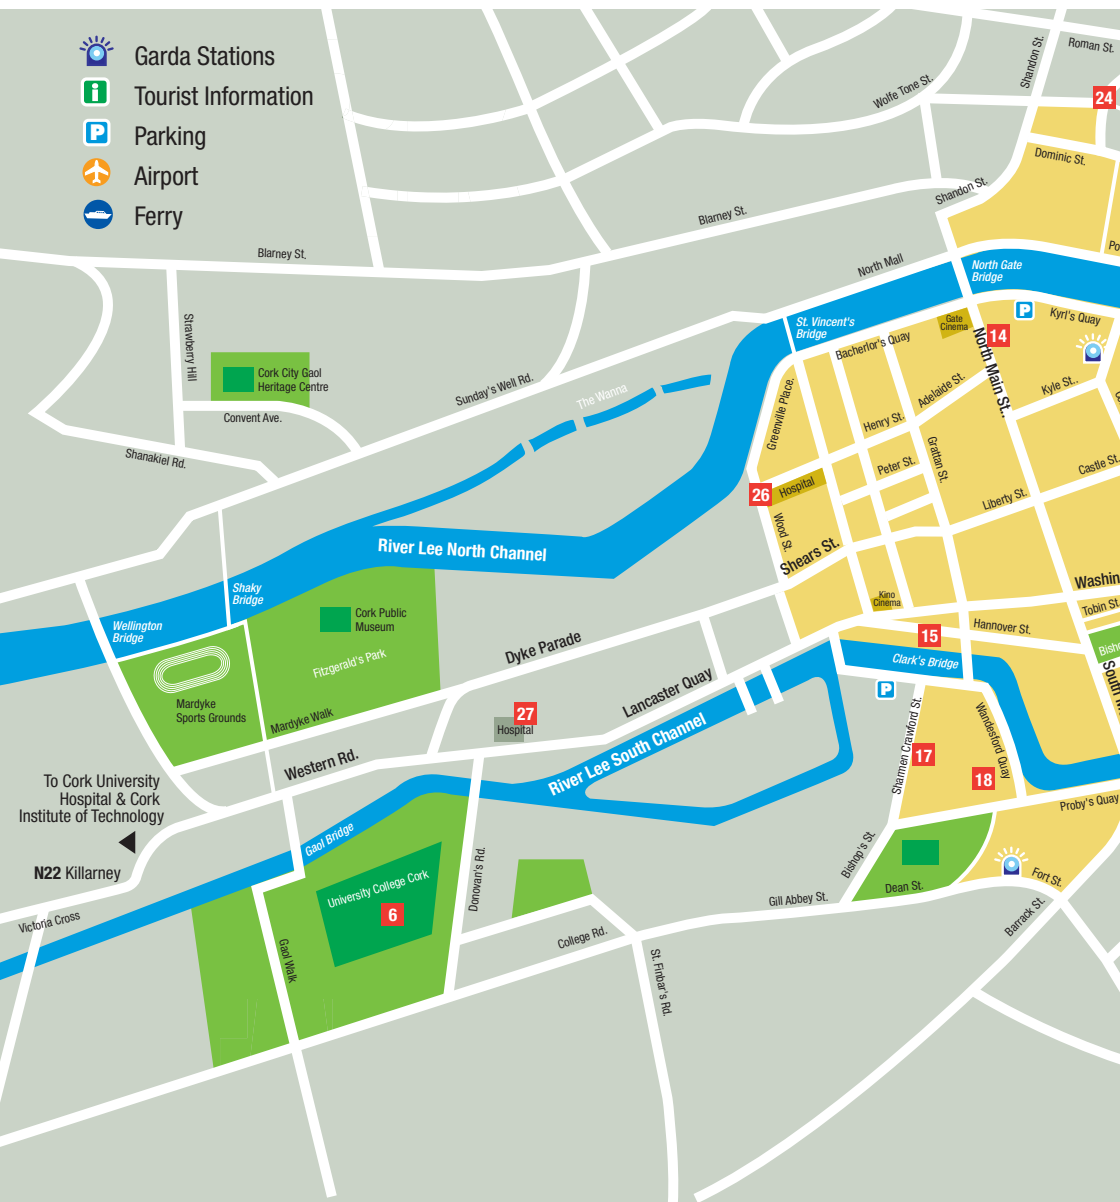 Garda Stations
Tourist Information
Parking
Airport
Ferry
Roman St.
Shandon St.
Wolfe Tone St.
24
Dominic St.
Shandon St.
Blarney St.
Blarney St.
North Mall
North Gate
Bridge
Po
St. Vincent's
Bridge
Gate
Cinema
P
Kyrl's Quay
14
Bacherlor's Quay
North Main St.
Strawberry Hill
Cork City Gaol
Heritage Centre
Convent Ave.
Sunday's Well Rd.
The Wanna
Greenville Place.
Adelaide St.
Kyle St..
Henry St.
Grattan St.
Peter St.
Castle St.
Shanakiel Rd.
26
Hospital
Liberty St.
Wood St.
Shears St.
River Lee North Channel
Shaky
Bridge
Wellington
Bridge
Cork Public
Museum
Fitzgerald's Park
Kino
Cinema
Washin
Tobin St
Hannover St.
15
Clark's Bridge
Bisho
South M
Dyke Parade
Mardyke
Sports Grounds
Mardyke Walk
Lancaster Quay
27
Hospital
P
Western Rd.
River Lee South Channel
Sharmen Crawford St.
Wandesford Quay
17
18
To Cork University
Hospital & Cork
Institute of Technology
N22 Killarney
Proby's Quay
Gaol Bridge
University College Cork
6
Donovan's Rd.
Bishop's St.
Dean St.
Fort St.
Gill Abbey St.
Barrack St.
Victoria Cross
Gaol Walk
College Rd.
St. Finbar's Rd.